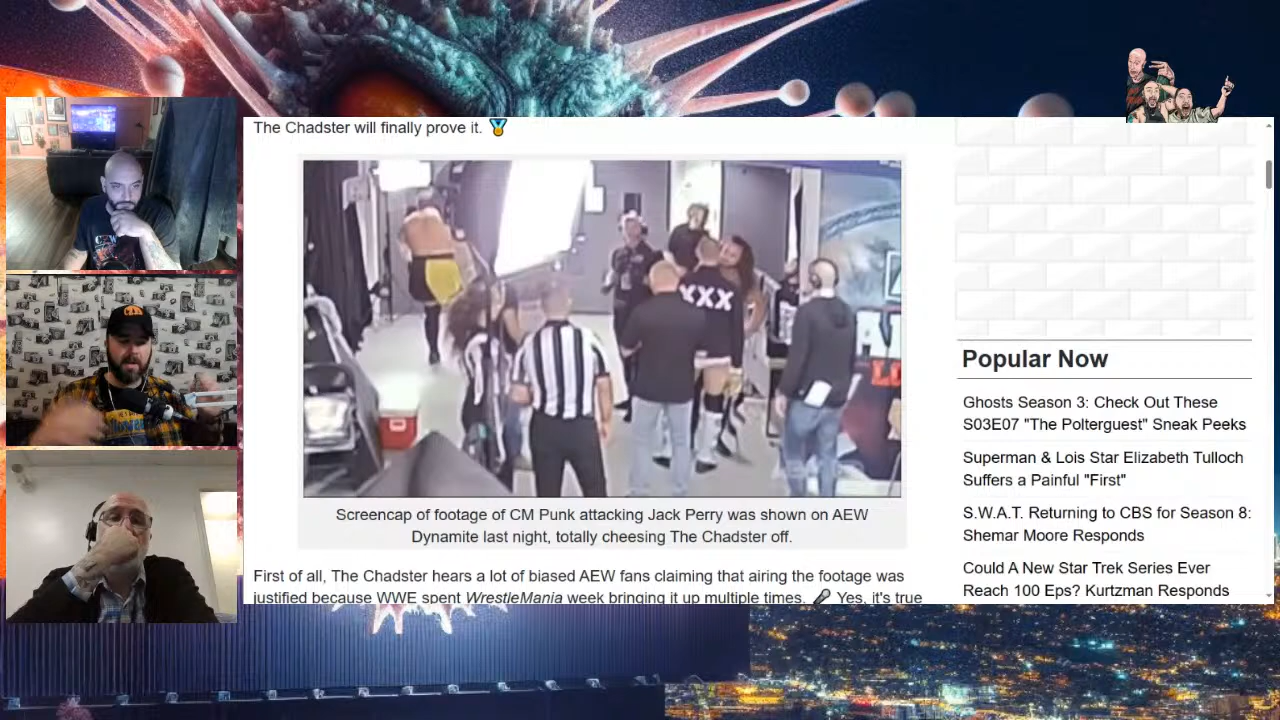 The Chadster will finally prove it.
XXX
Screencap of footage of CM Punk attacking Jack Perry was shown on AEW
Dynamite last night, totally cheesing The Chadster off.
First of all, The Chadster hears a lot of biased AEW fans claiming that airing the footage was
justified because WWE spent WrestleMania week bringing it up multiple times. Yes, it's true
Popular Now
Ghosts Season 3: Check Out These
S03E07 "The Polterguest" Sneak Peeks
Superman & Lois Star Elizabeth Tulloch
Suffers a Painful "First"
S.W.A.T. Returning to CBS for Season 8:
Shemar Moore Responds
Could A New Star Trek Series Ever
Reach 100 Eps? Kurtzman Responds